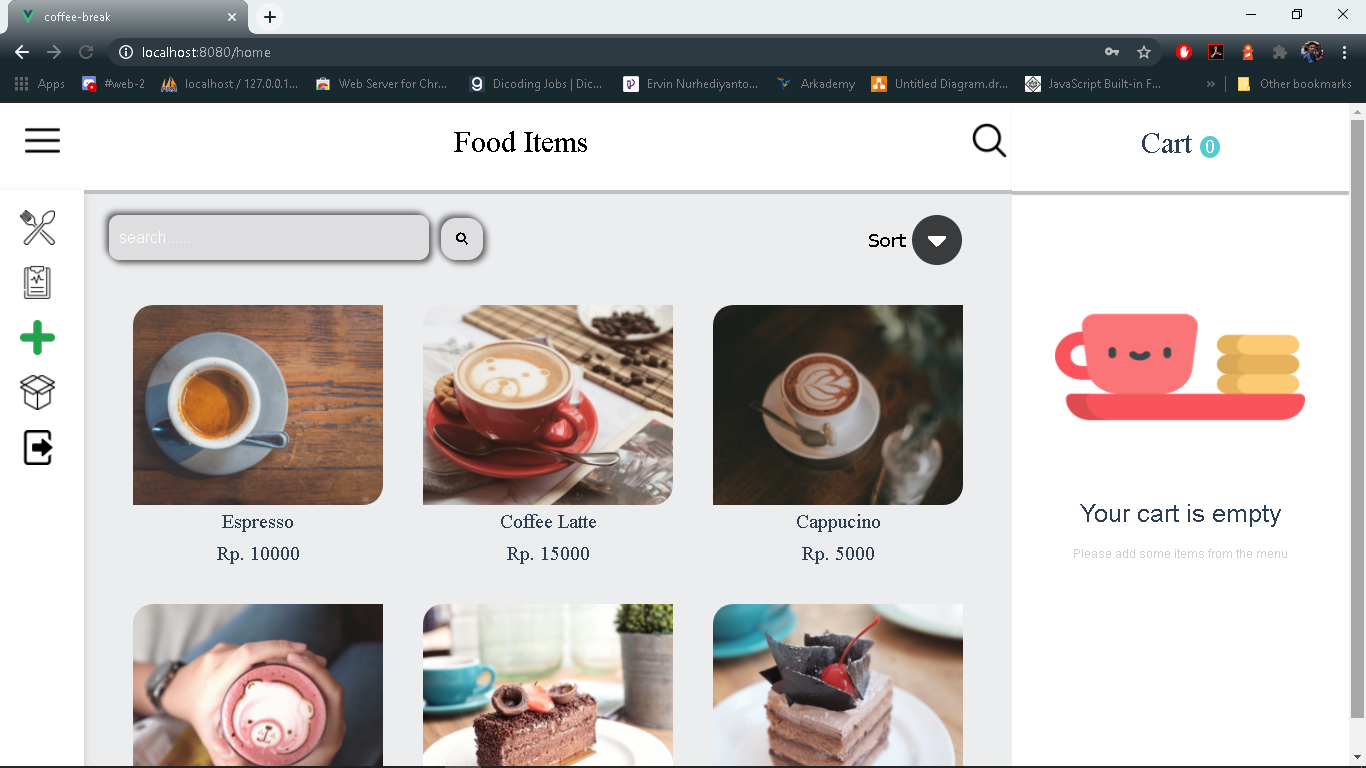 coffee-break
localhost:8080/home
Apps
#web-2
localhost / 127.0.0.1...
Web Server for Chr...
Dicoding Jobs | Dic...
Ervin Nurhediyanto...
Arkademy
Untitled Diagram.dr...
JavaScript Built-in F...
»
Other bookmarks
Food Items
Cart 0
search......
Sort
Espresso
Rp. 10000
Coffee Latte
Rp. 15000
Cappucino
Rp. 5000
Your cart is empty
Please add some items from the menu